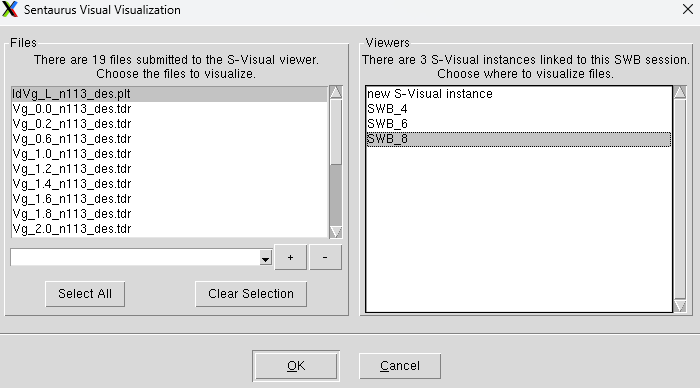 Sentaurus Visual Visualization
Files
There are 19 files submitted to the S-Visual viewer.
Choose the files to visualize.
IdVg_L_n113_des.plt
Vg_0.0_n113_des.tdr
Vg_0.2_n113_des.tdr
Vg_0.6_n113_des.tdr
Vg_1.0_n113_des.tdr
Vg_1.2_n113_des.tdr
Vg_1.4_n113_des.tdr
Vg_1.6_n113_des.tdr
Vg_1.8_n113_des.tdr
Vg_2.0_n113_des.tdr
+
-
Select All
Clear Selection
Viewers
There are 3 S-Visual instances linked to this SWB session.
Choose where to visualize files.
new S-Visual instance
SWB_4
SWB_6
SWB_8
OK
Cancel